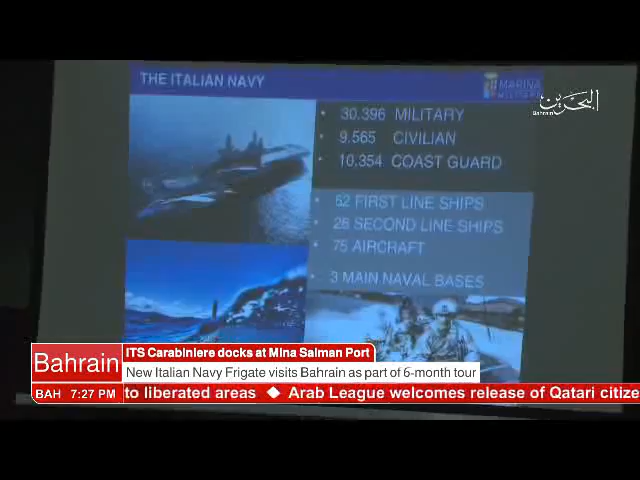 THE ITALIAN NAVY
MARINA
MILITARE
البحرين
Bahrain
• 30.396 MILITARY
• 9.565 CIVILIAN
• 10.354 COAST GUARD
• 52 FIRST LINE SHIPS
• 26 SECOND LINE SHIPS
• 75 AIRCRAFT
• 3 MAIN NAVAL BASES
Bahrain
ITS Carabiniere docks at Mina Salman Port
New Italian Navy Frigate visits Bahrain as part of 6-month tour
BAH 7:27 PM to liberated areas ◆ Arab League welcomes release of Qatari citize